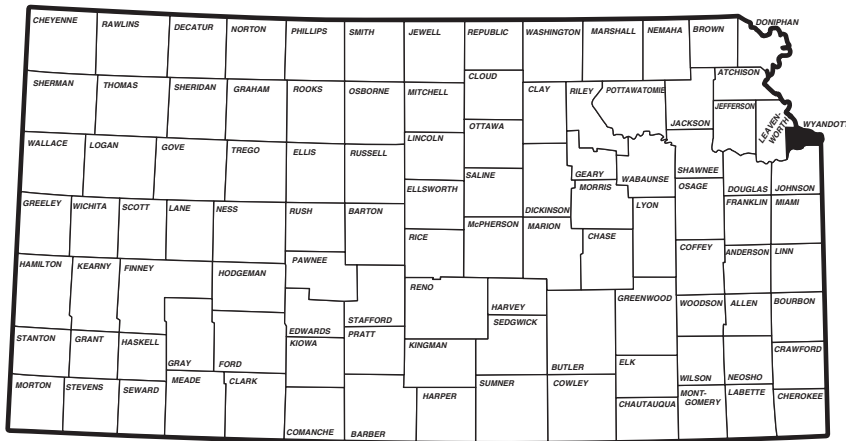 CHEYENNE
RAWLINS
DECATUR
NORTON
PHILLIPS
SMITH
JEWELL
REPUBLIC
WASHINGTON
MARSHALL
NEMAHA
BROWN
DONIPHAN
SHERMAN
THOMAS
SHERIDAN
GRAHAM
ROOKS
OSBORNE
MITCHELL
CLOUD
CLAY
RILEY
POTTAWATOMIE
JACKSON
ATCHISON
JEFFERSON
LEAVEN-
WORTH
WYANDOTT
WALLACE
LOGAN
GOVE
TREGO
ELLIS
RUSSELL
LINCOLN
OTTAWA
SALINE
ELLSWORTH
DICKINSON
GEARY
MORRIS
WABAUNSE
SHAWNEE
OSAGE
DOUGLAS
JOHNSON
GREELEY
WICHITA
SCOTT
LANE
NESS
RUSH
BARTON
RICE
McPHERSON
MARION
CHASE
LYON
COFFEY
FRANKLIN
MIAMI
ANDERSON
LINN
HAMILTON
KEARNY
FINNEY
HODGEMAN
PAWNEE
STAFFORD
EDWARDS
RENO
HARVEY
SEDGWICK
BUTLER
GREENWOOD
WOODSON
ALLEN
BOURBON
STANTON
GRANT
HASKELL
GRAY
FORD
KIOWA
PRATT
KINGMAN
ELK
WILSON
NEOSHO
CRAWFORD
MORTON
STEVENS
SEWARD
MEADE
CLARK
COMANCHE
BARBER
HARPER
SUMNER
COWLEY
CHAUTAUQUA
MONT-
GOMERY
LABETTE
CHEROKEE